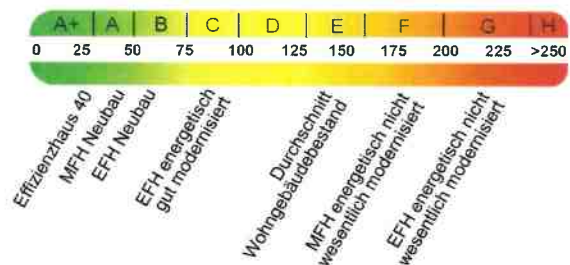 A+ A B C D E F G H
0 25 50 75 100 125 150 175 200 225 >250
Effizienzhaus 40
MFH Neubau
EFH Neubau
EFH energetisch
gut modernisiert
Durchschnitt
Wohngebäudebestand
MFH energetisch nicht
wesentlich modernisiert
EFH energetisch nicht
wesentlich modernisiert